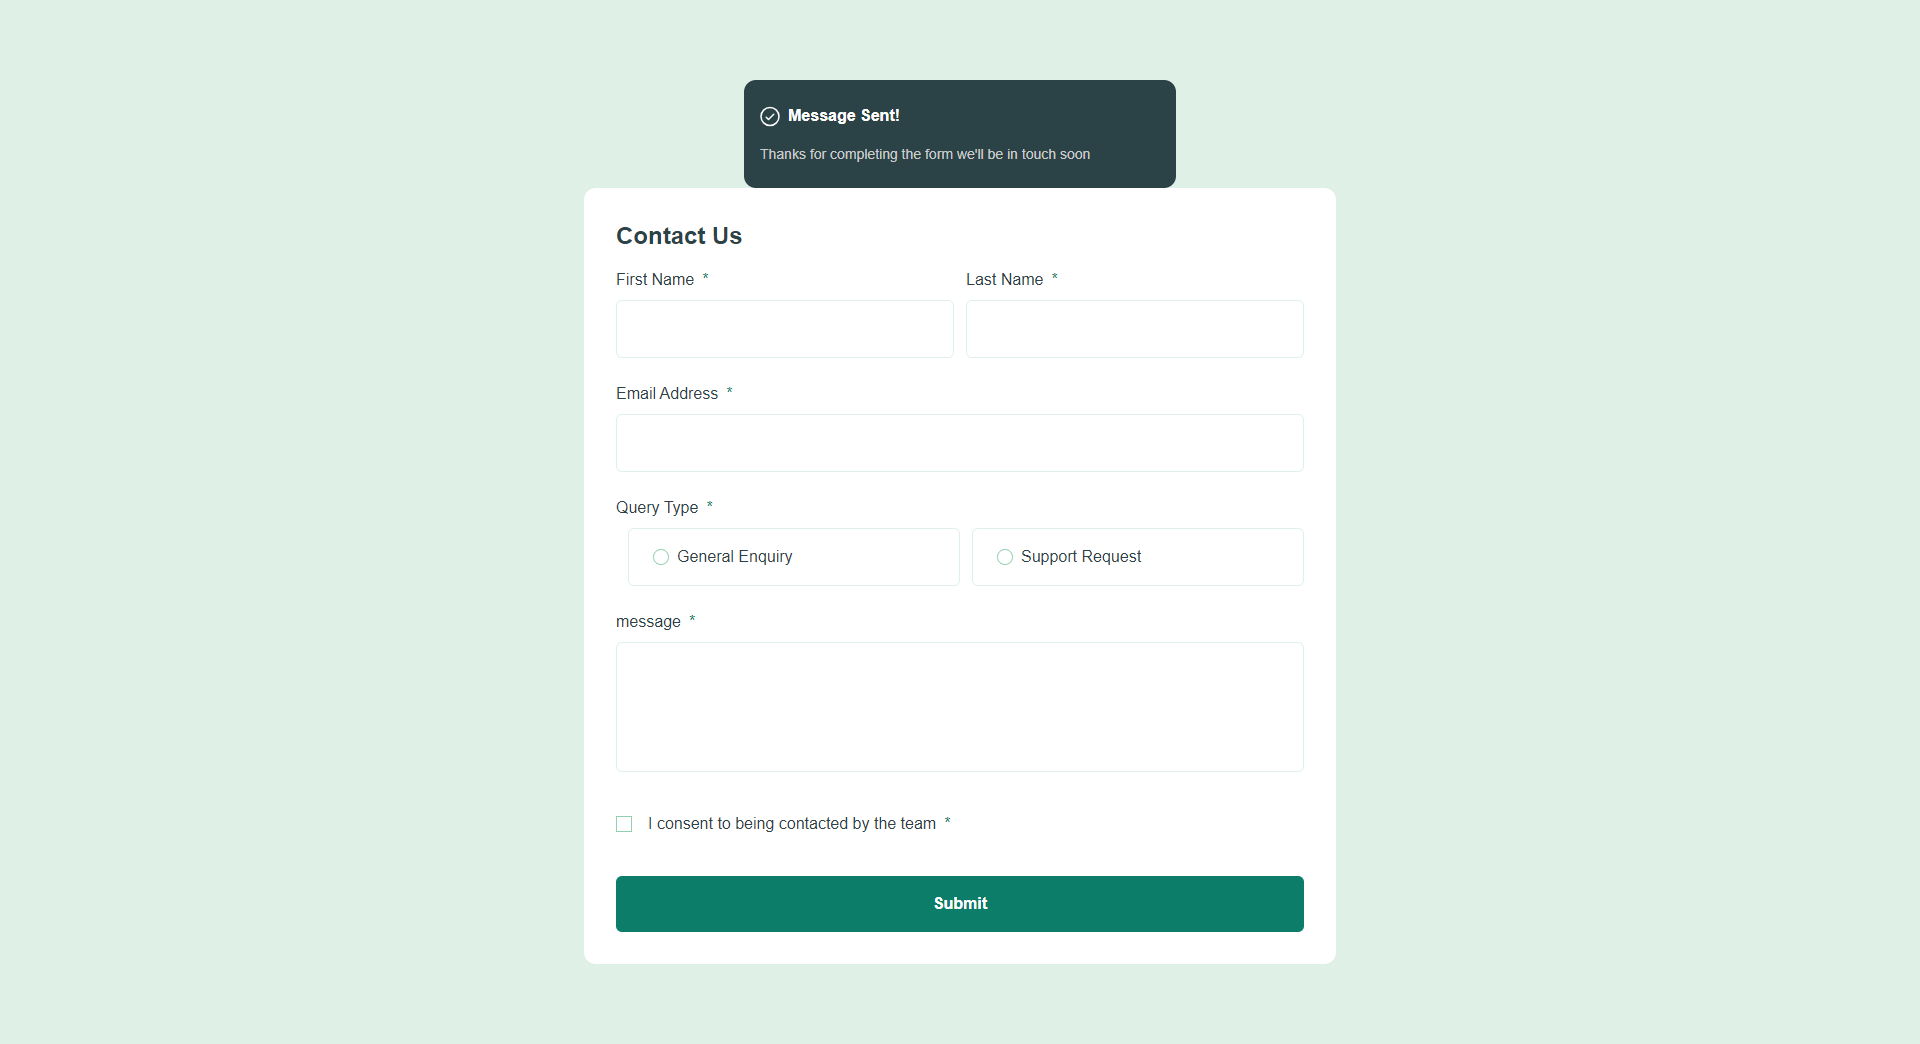 Message Sent!
Thanks for completing the form we'll be in touch soon
Contact Us
First Name *
Last Name *
Email Address *
Query Type *
General Enquiry
Support Request
message *
I consent to being contacted by the team *
Submit